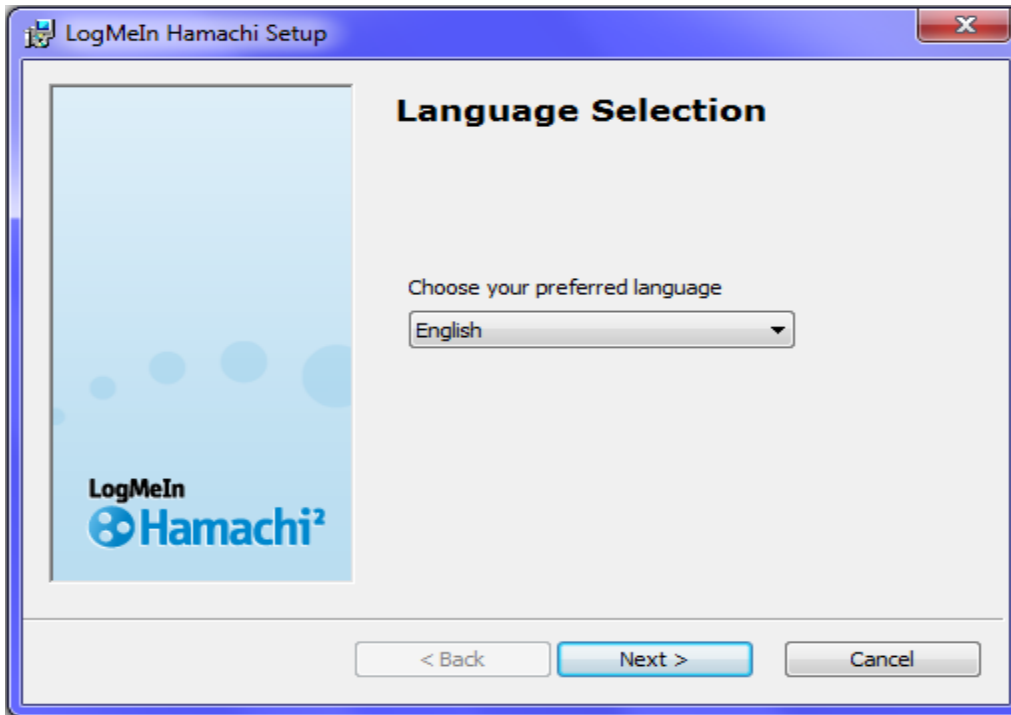 LogMeIn Hamachi Setup
Language Selection
Choose your preferred language
English
LogMeIn
Hamachi²
< Back
Next >
Cancel